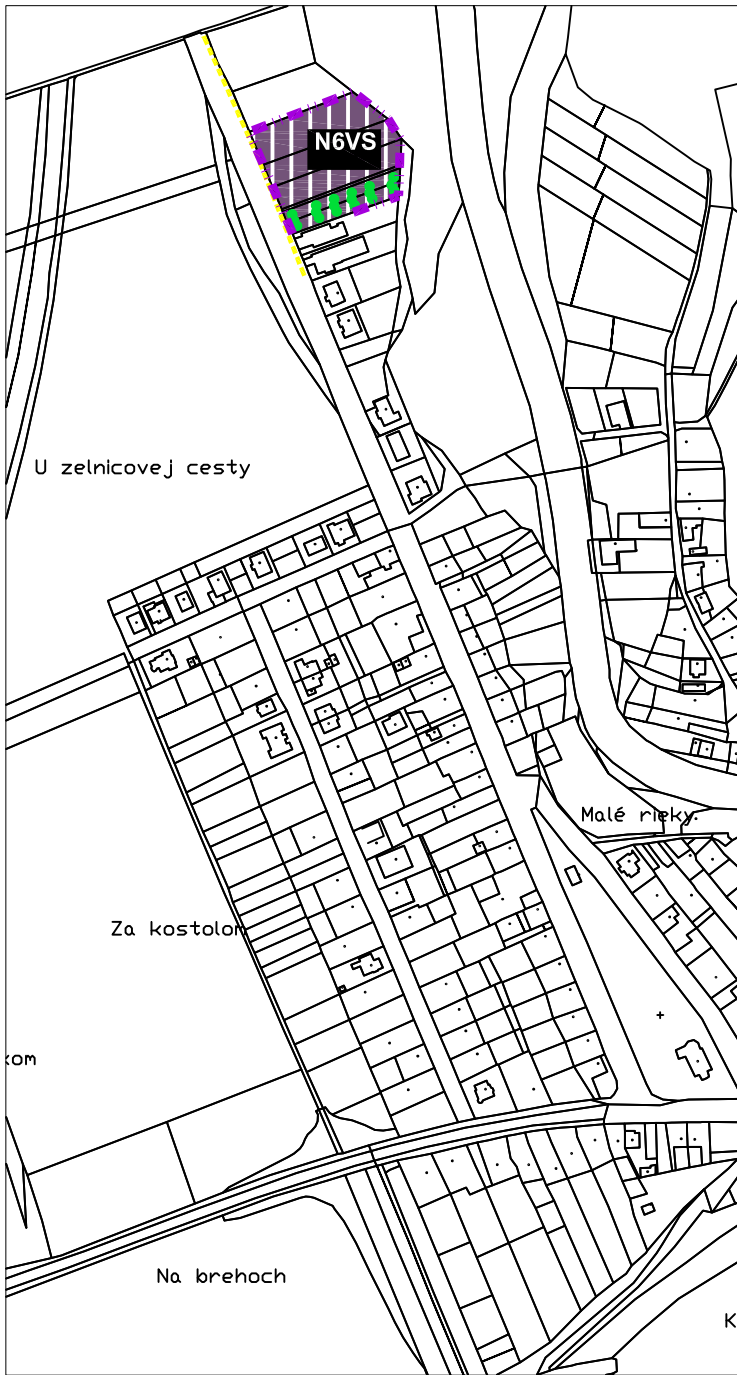 N6VS
U zelnicovej cesty
Malé rieky
Za kostolom
kom
Na brehoch
K